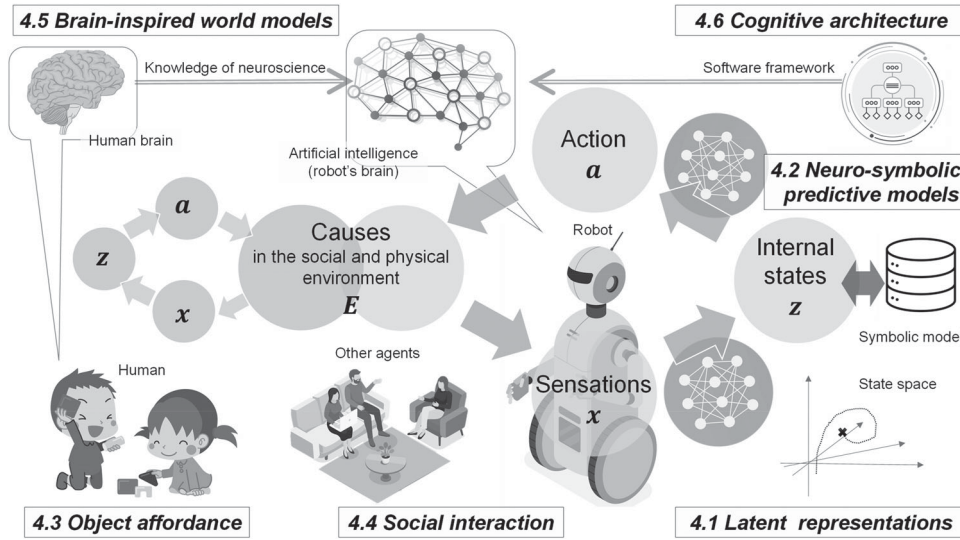 4.5 Brain-inspired world models
4.6 Cognitive architecture
Knowledge of neuroscience
Software framework
Human brain
Artificial intelligence
(robot's brain)
Action
a
4.2 Neuro-symbolic
predictive models
a
z
x
Causes
in the social and physical
environment
E
Robot
Internal
states
z
Symbolic mode
Human
Other agents
Sensations
x
State space
4.3 Object affordance
4.4 Social interaction
4.1 Latent representations